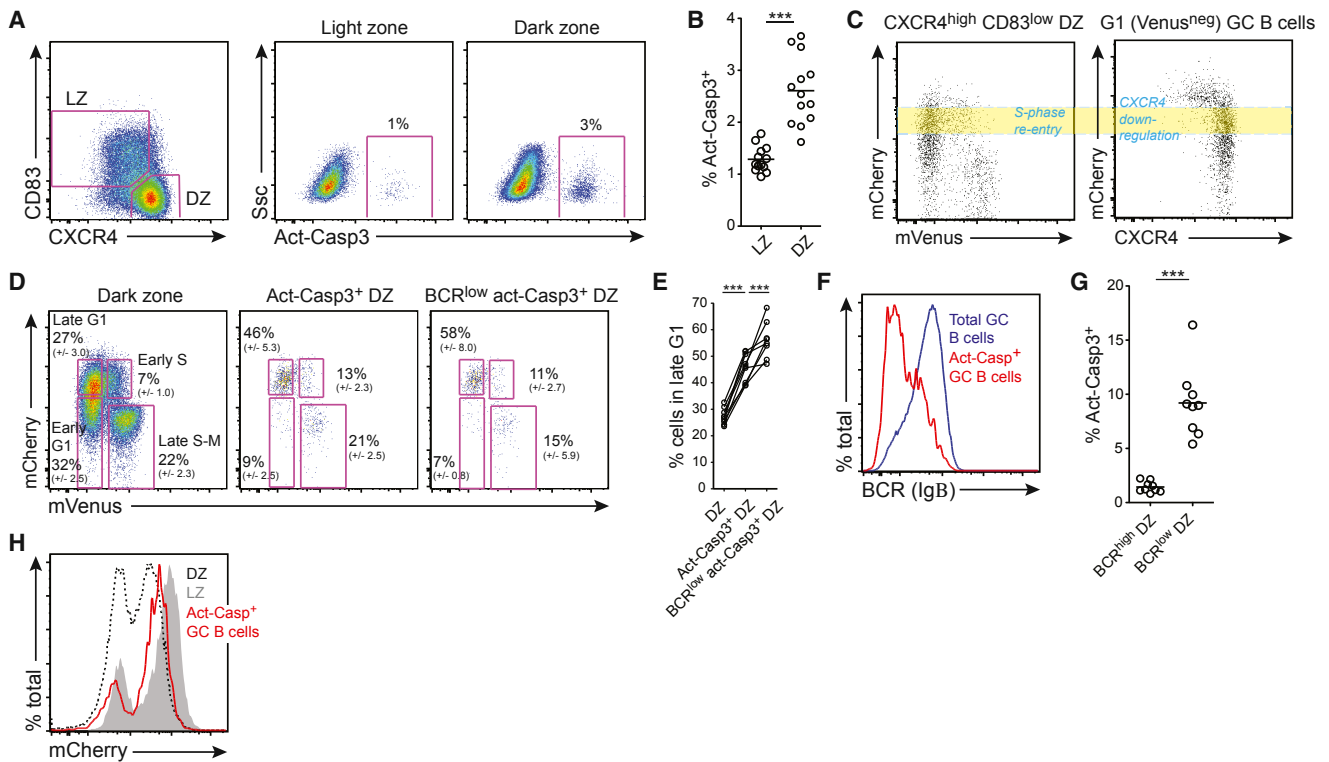 A
Light zone
Dark zone
LZ
DZ
1%
3%
CD83
CXCR4
Ssc
Act-Casp3
B
***
% Act-Casp3+
4
3
2
1
0
LZ
DZ
C
CXCR4high CD83low DZ
G1 (Venusneg) GC B cells
S-phase
re-entry
CXCR4
down-
regulation
mCherry
mVenus
mCherry
CXCR4
D
Dark zone
Act-Casp3+ DZ
BCRlow act-Casp3+ DZ
Late G1
27%
(+/- 3.0)
Early S
7%
(+/- 1.0)
Early
G1
32%
(+/- 2.5)
Late S-M
22%
(+/- 2.3)
46%
(+/- 5.3)
13%
(+/- 2.3)
21%
(+/- 2.5)
9%
(+/- 2.5)
58%
(+/- 8.0)
11%
(+/- 2.7)
15%
(+/- 5.9)
7%
(+/- 0.8)
mCherry
mVenus
E
*** ***
% cells in late G1
70
60
50
40
30
20
10
0
DZ
Act-Casp3+ DZ
BCRlow act-Casp3+ DZ
F
Total GC
B cells
Act-Casp+
GC B cells
% total
BCR (IgB)
G
***
% Act-Casp3+
20
15
10
5
0
BCRhigh DZ
BCRlow DZ
H
DZ
LZ
Act-Casp+
GC B cells
% total
mCherry